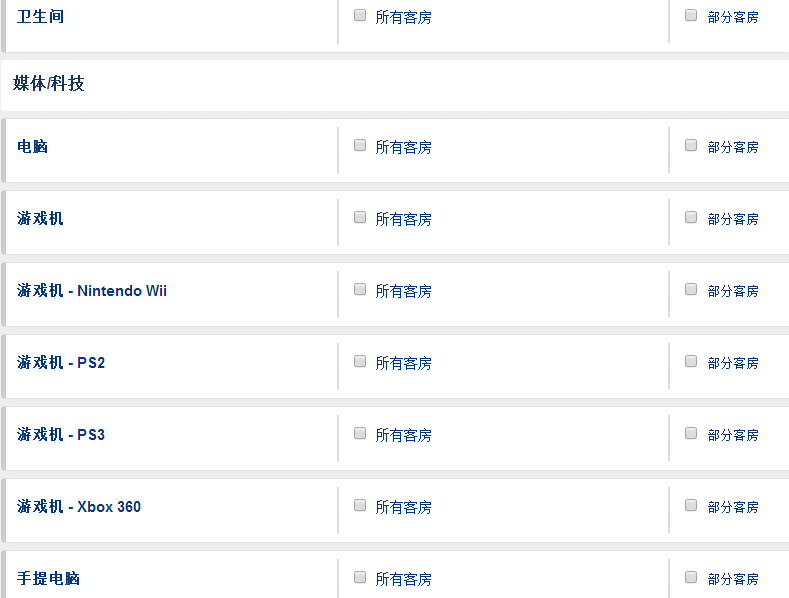 卫生间 所有客房 部分客房
媒体/科技
电脑 所有客房 部分客房
游戏机 所有客房 部分客房
游戏机 - Nintendo Wii 所有客房 部分客房
游戏机 - PS2 所有客房 部分客房
游戏机 - PS3 所有客房 部分客房
游戏机 - Xbox 360 所有客房 部分客房
手提电脑 所有客房 部分客房